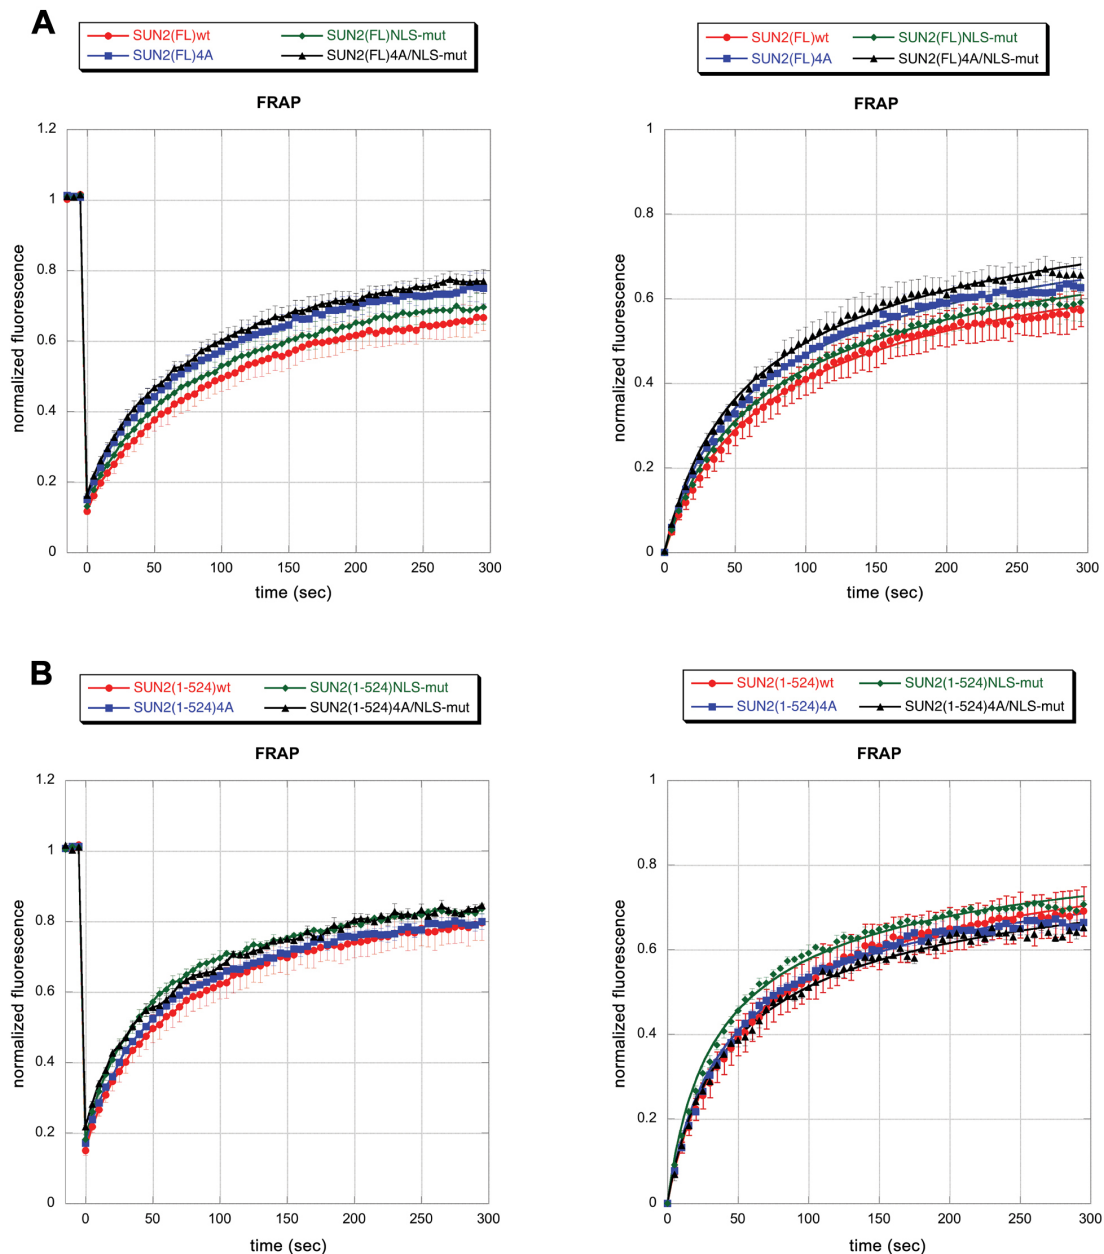 A
SUN2(FL)wt SUN2(FL)NLS-mut
SUN2(FL)4A SUN2(FL)4A/NLS-mut
FRAP
1.2
1
0.8
0.6
0.4
0.2
0
normalized fluorescence
0 50 100 150 200 250 300
time (sec)
SUN2(FL)wt SUN2(FL)NLS-mut
SUN2(FL)4A SUN2(FL)4A/NLS-mut
FRAP
1
0.8
0.6
0.4
0.2
0
normalized fluorescence
0 50 100 150 200 250 300
time (sec)
B
SUN2(1-524)wt SUN2(1-524)NLS-mut
SUN2(1-524)4A SUN2(1-524)4A/NLS-mut
FRAP
1.2
1
0.8
0.6
0.4
0.2
0
normalized fluorescence
0 50 100 150 200 250 300
time (sec)
SUN2(1-524)wt SUN2(1-524)NLS-mut
SUN2(1-524)4A SUN2(1-524)4A/NLS-mut
FRAP
1
0.8
0.6
0.4
0.2
0
normalized fluorescence
0 50 100 150 200 250 300
time (sec)